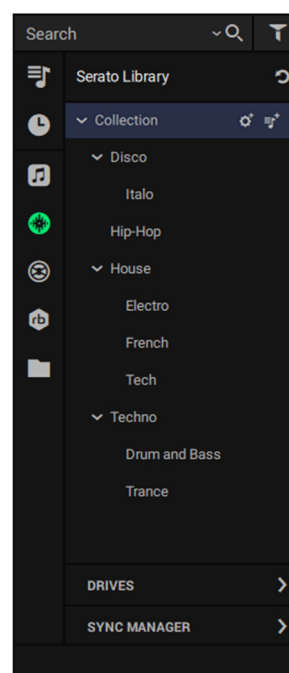 Search
Serato Library
Collection
Disco
Italo
Hip-Hop
House
Electro
French
Tech
Techno
Drum and Bass
Trance
rb
DRIVES
SYNC MANAGER